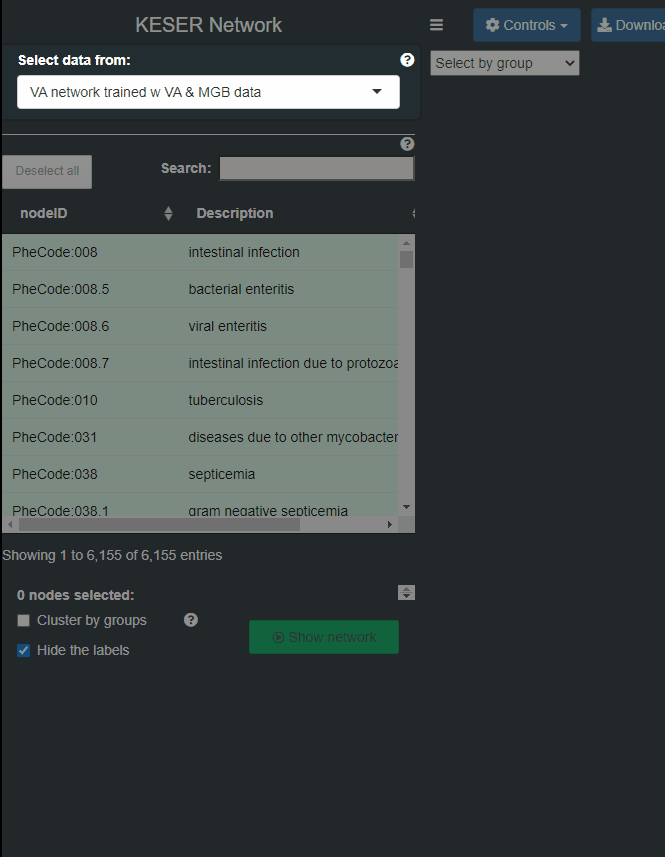 KESER Network
Controls
Downloa
Select data from:
Select by group
VA network trained w VA & MGB data
Deselect all
Search:
nodeID Description
PheCode:008 intestinal infection
PheCode:008.5 bacterial enteritis
PheCode:008.6 viral enteritis
PheCode:008.7 intestinal infection due to protozoa
PheCode:010 tuberculosis
PheCode:031 diseases due to other mycobacter
PheCode:038 septicemia
PheCode:038.1 gram negative septicemia
Showing 1 to 6,155 of 6,155 entries
0 nodes selected:
Cluster by groups
Show network
Hide the labels